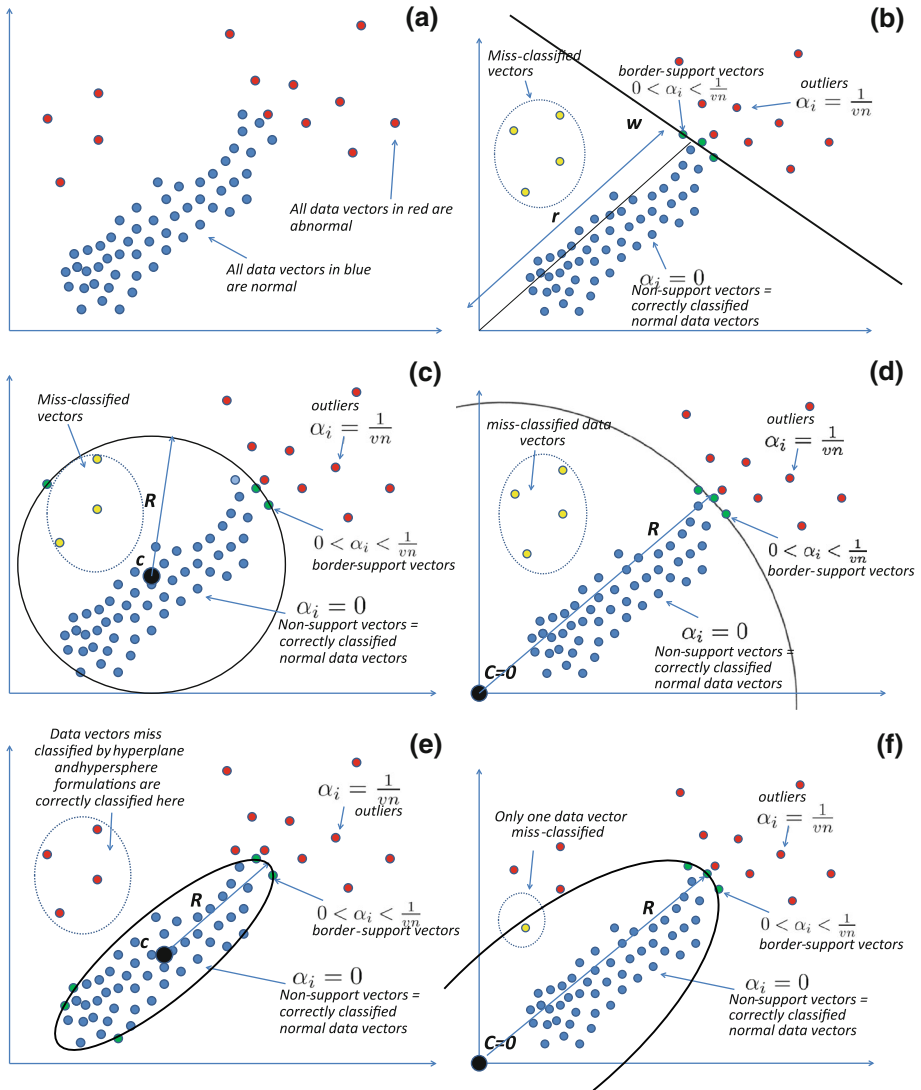 (a)
All data vectors in red are
abnormal
All data vectors in blue
are normal
(b)
Miss-classified
vectors
border-support vectors
0 < αᵢ < 1/vn
outliers
αᵢ = 1/vn
w
r
αᵢ = 0
Non-support vectors =
correctly classified
normal data vectors
(c)
Miss-classified
vectors
outliers
αᵢ = 1/vn
R
c
0 < αᵢ < 1/vn
border-support vectors
αᵢ = 0
Non-support vectors =
correctly classified
normal data vectors
(d)
miss-classified data
vectors
outliers
αᵢ = 1/vn
R
0 < αᵢ < 1/vn
border-support vectors
αᵢ = 0
Non-support vectors =
correctly classified
normal data vectors
C=0
(e)
Data vectors miss
classified by hyperplane
andhypersphere
formulations are
correctly classified here
αᵢ = 1/vn
outliers
R
c
0 < αᵢ < 1/vn
border-support vectors
αᵢ = 0
Non-support vectors =
correctly classified
normal data vectors
(f)
Only one data vector
miss-classified
outliers
αᵢ = 1/vn
R
0 < αᵢ < 1/vn
border-support vectors
αᵢ = 0
Non-support vectors =
correctly classified
normal data vectors
C=0